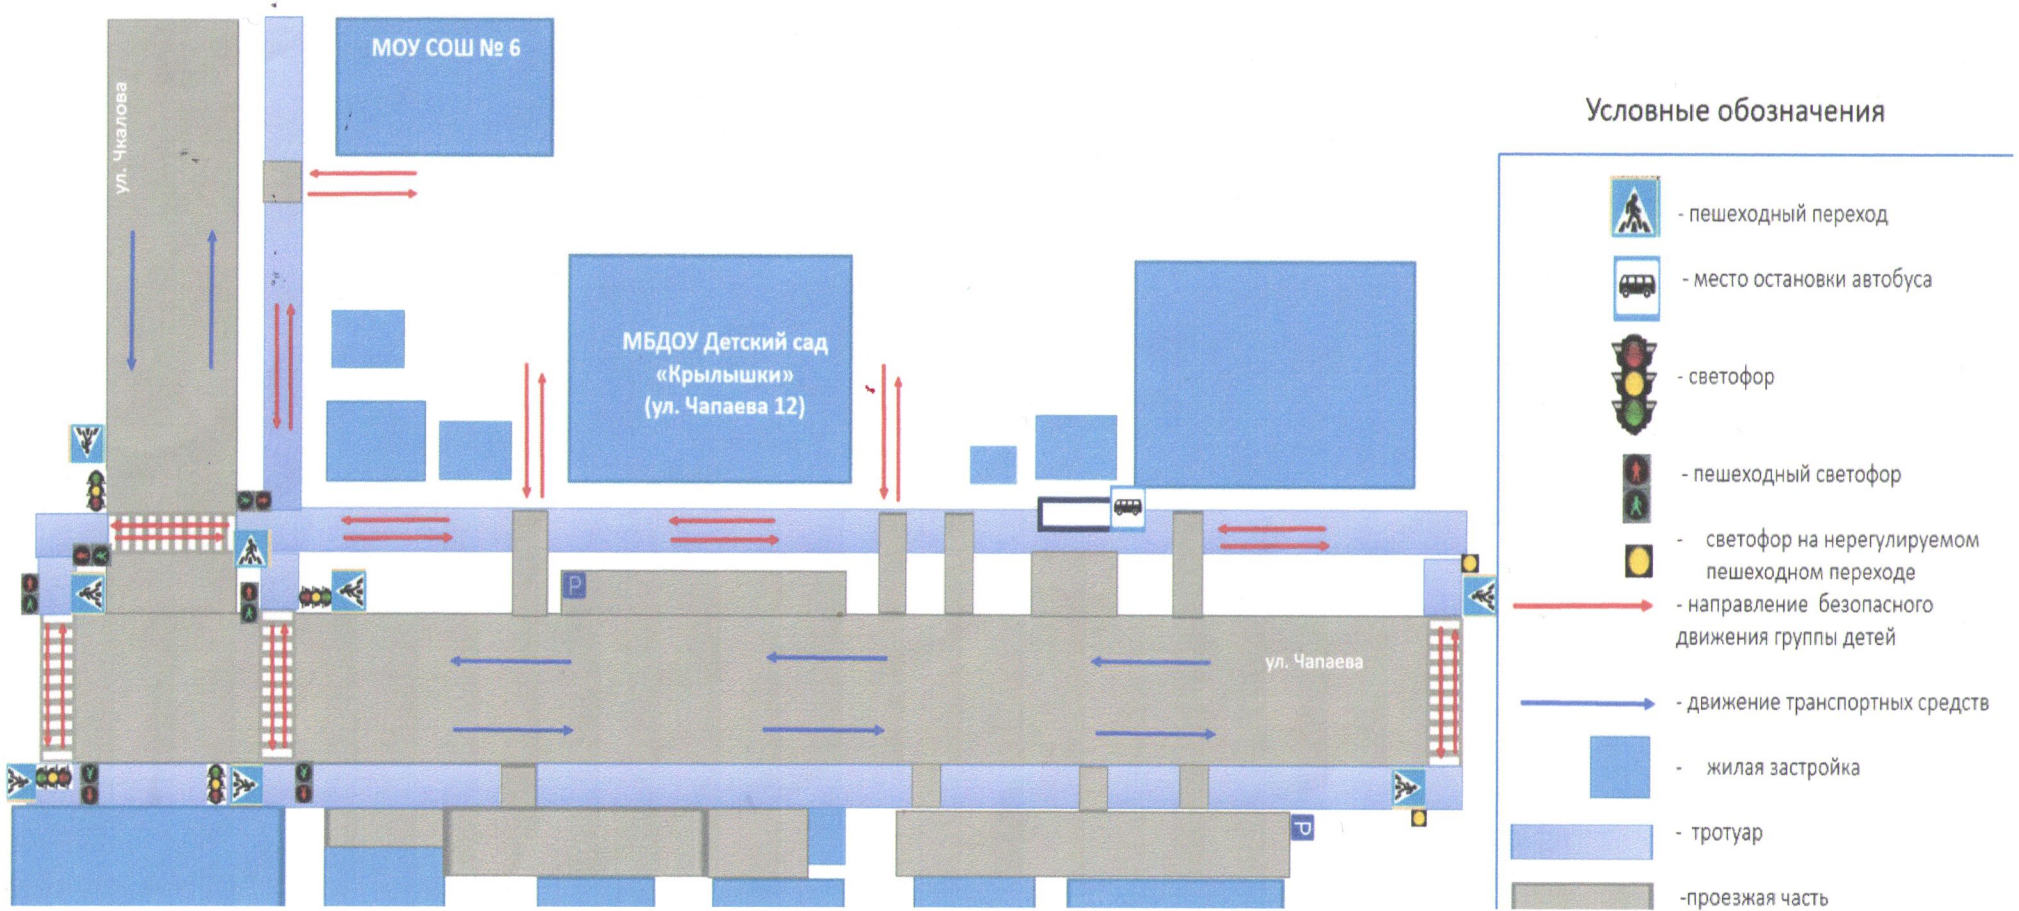 МОУ СОШ № 6
ул. Чкалова
МБДОУ Детский сад
«Крылышки»
(ул. Чапаева 12)
P
ул. Чапаева
P
Условные обозначения
- пешеходный переход
- место остановки автобуса
- светофор
- пешеходный светофор
- светофор на нерегулируемом
пешеходном переходе
- направление безопасного
движения группы детей
- движение транспортных средств
- жилая застройка
- тротуар
-проезжая часть